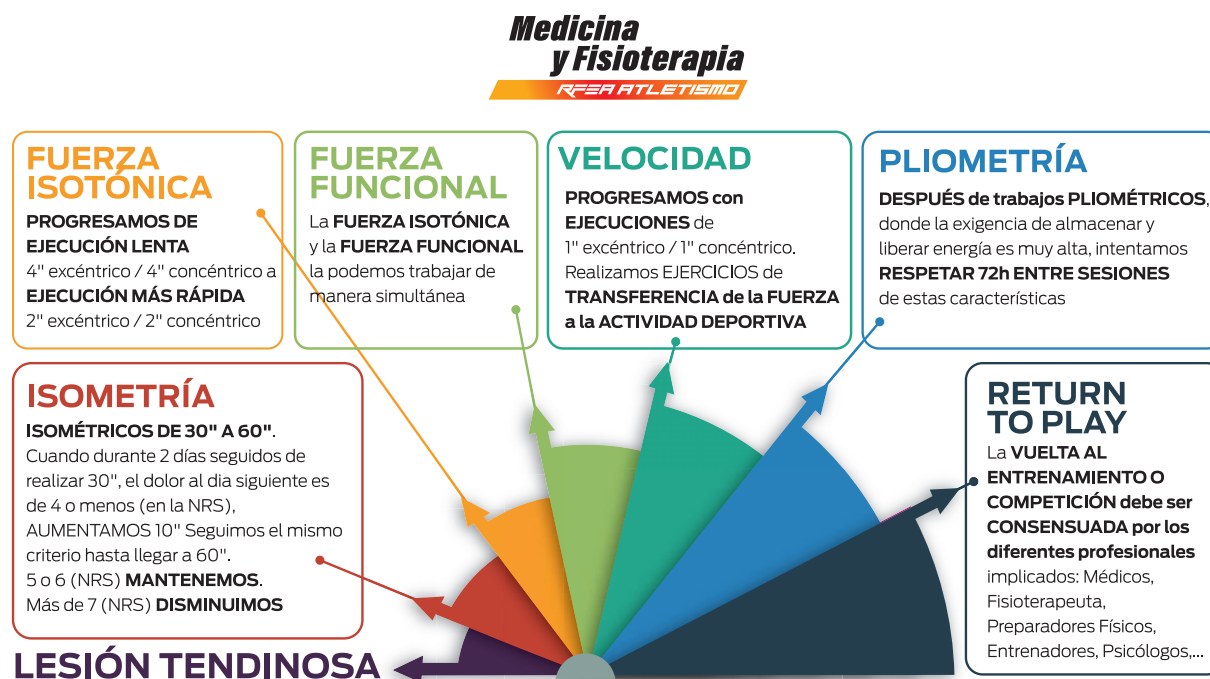 Medicina
y Fisioterapia
RFEA ATLETISMO
FUERZA
ISOTÓNICA
PROGRESAMOS DE
EJECUCIÓN LENTA
4" excéntrico / 4" concéntrico a
EJECUCIÓN MÁS RÁPIDA
2" excéntrico / 2" concéntrico
FUERZA
FUNCIONAL
La FUERZA ISOTÓNICA
y la FUERZA FUNCIONAL
la podemos trabajar de
manera simultánea
VELOCIDAD
PROGRESAMOS con
EJECUCIONES de
1" excéntrico / 1" concéntrico.
Realizamos EJERCICIOS de
TRANSFERENCIA de la FUERZA
a la ACTIVIDAD DEPORTIVA
PLIOMETRÍA
DESPUÉS de trabajos PLIOMÉTRICOS,
donde la exigencia de almacenar y
liberar energía es muy alta, intentamos
RESPETAR 72h ENTRE SESIONES
de estas características
ISOMETRÍA
ISOMÉTRICOS DE 30" A 60".
Cuando durante 2 días seguidos de
realizar 30", el dolor al dia siguiente es
de 4 o menos (en la NRS),
AUMENTAMOS 10" Seguimos el mismo
criterio hasta llegar a 60".
5 o 6 (NRS) MANTENEMOS.
Más de 7 (NRS) DISMINUIMOS
RETURN
TO PLAY
La VUELTA AL
ENTRENAMIENTO O
COMPETICIÓN debe ser
CONSENSUADA por los
diferentes profesionales
implicados: Médicos,
Fisioterapeuta,
Preparadores Físicos,
Entrenadores, Psicólogos,...
LESIÓN TENDINOSA